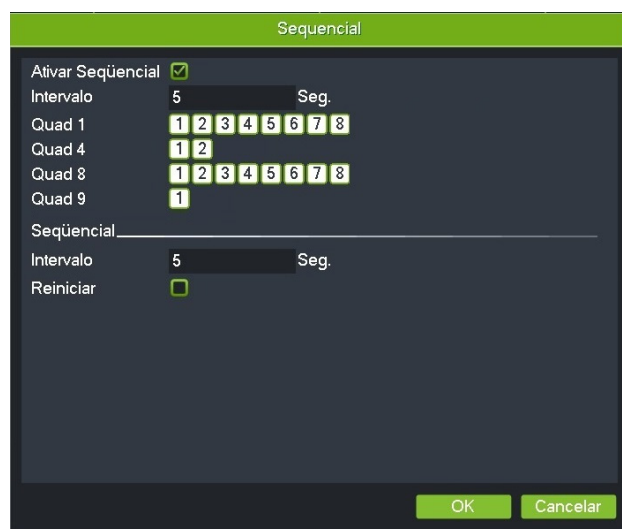 Sequencial
Ativar Seqüencial
Intervalo 5 Seg.
Quad 1 1 2 3 4 5 6 7 8
Quad 4 1 2
Quad 8 1 2 3 4 5 6 7 8
Quad 9 1
Seqüencial
Intervalo 5 Seg.
Reiniciar
OK Cancelar